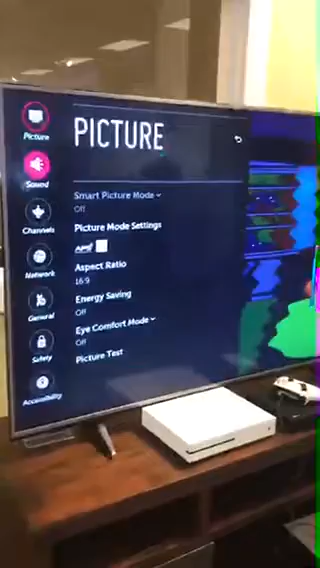 PICTURE
Picture
Sound
Channels
Network
General
Safety
Accessibility
Smart Picture Mode
Off
Picture Mode Settings
Aspect Ratio
16:9
Energy Saving
Off
Eye Comfort Mode
Off
Picture Test